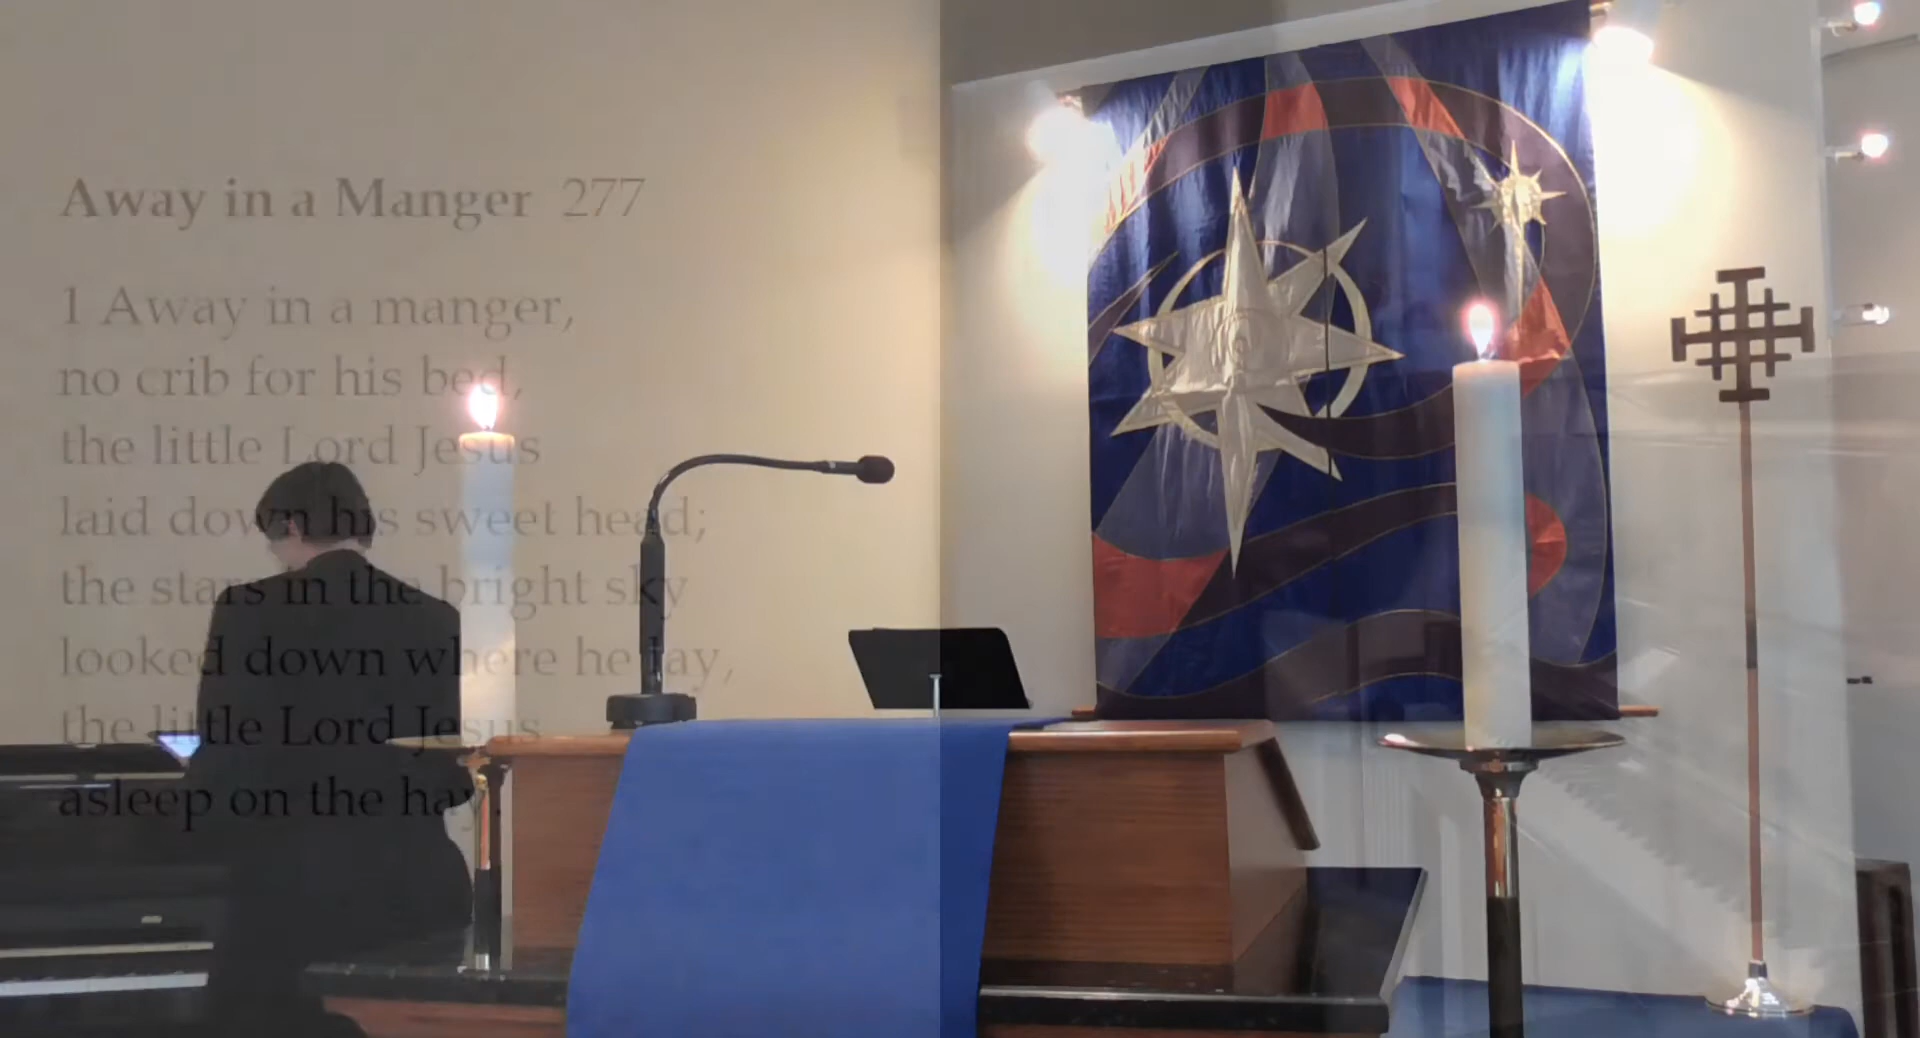 Away in a Manger 277
1 Away in a manger,
no crib for his bed,
the little Lord Jesus
laid down his sweet head;
the stars in the bright sky
looked down where he lay,
the little Lord Jesus
asleep on the hay.